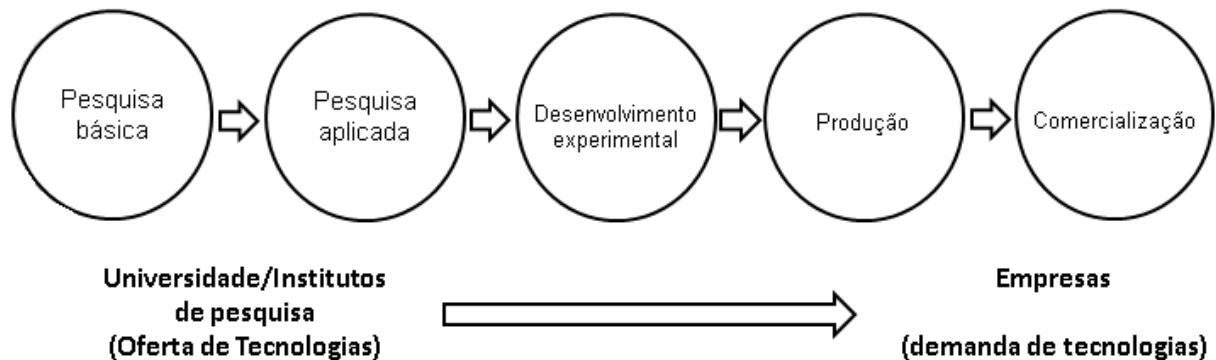 Pesquisa
básica
Pesquisa
aplicada
Desenvolvimento
experimental
Produção
Comercialização
Universidade/Institutos
de pesquisa
(Oferta de Tecnologias)
Empresas
(demanda de tecnologias)